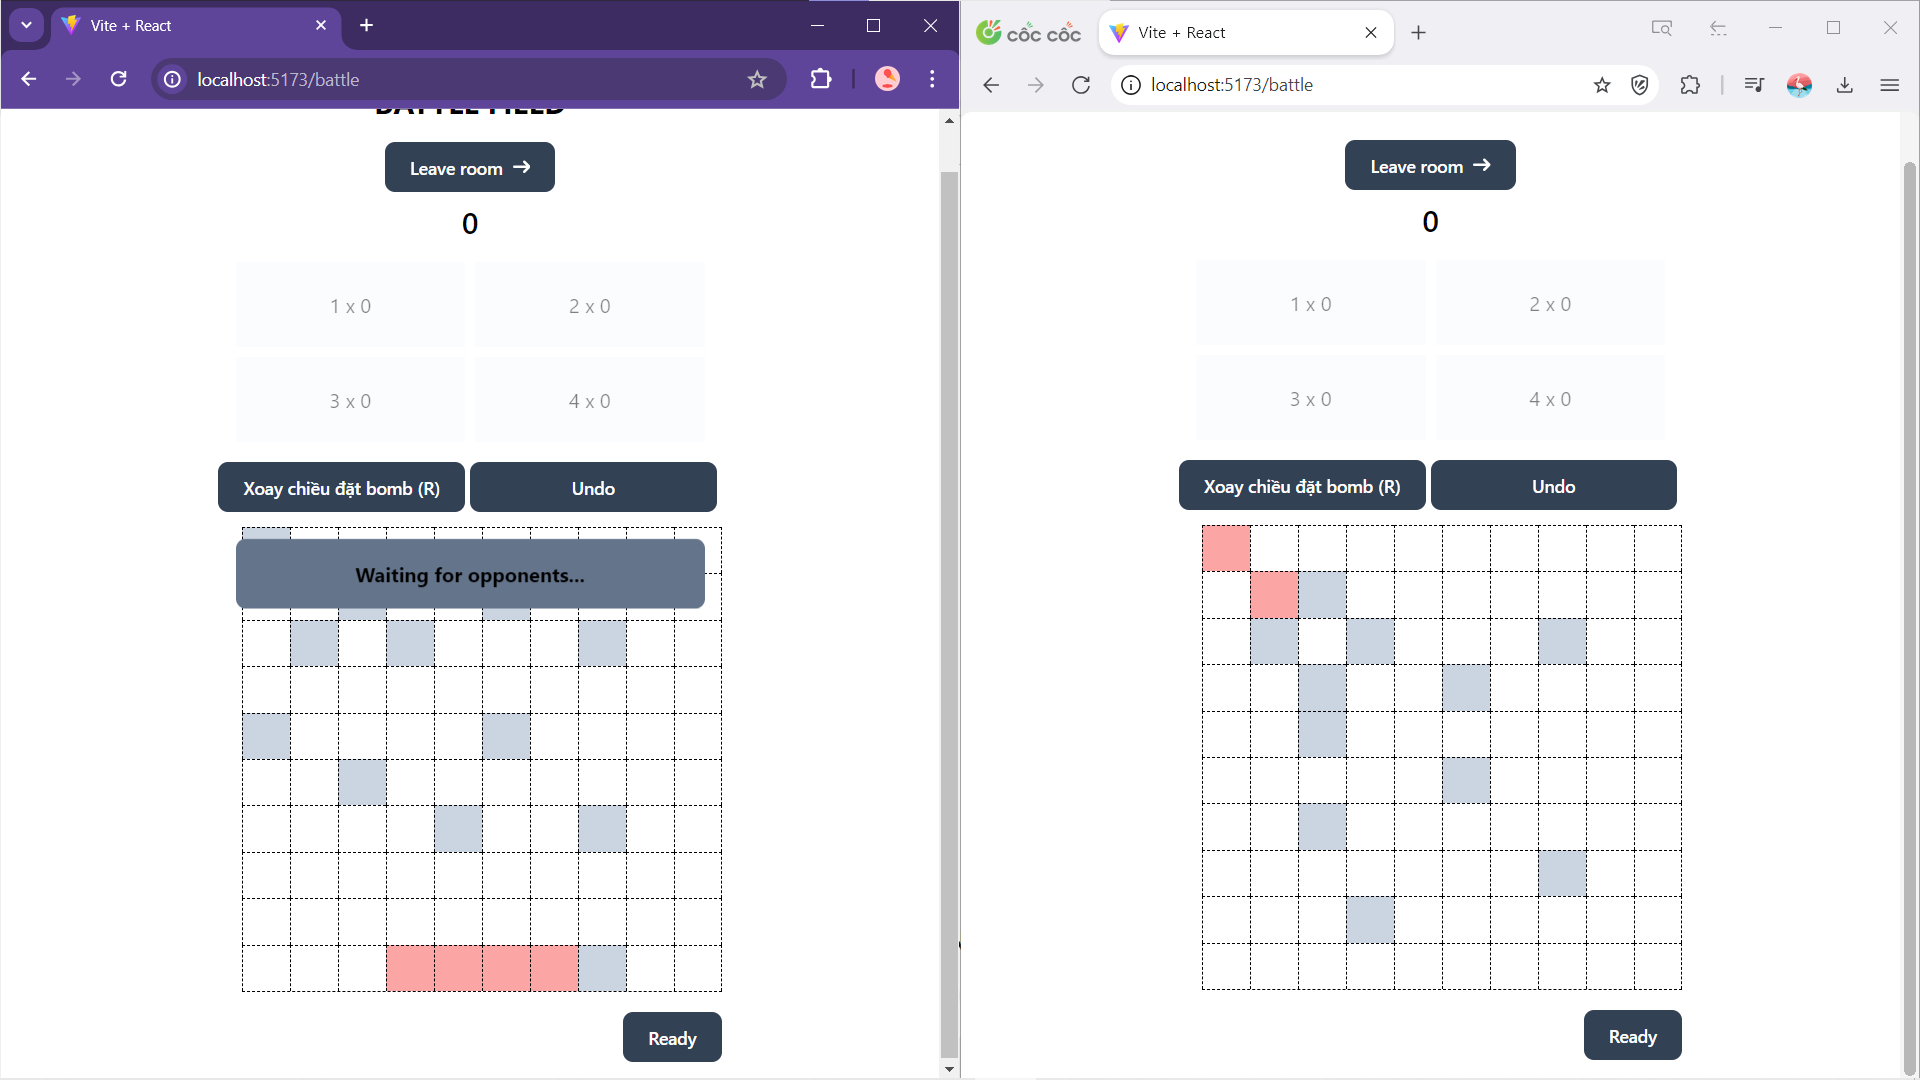 Vite + React
localhost:5173/battle
BATTLE FIELD
Leave room →
0
1 x 0
2 x 0
3 x 0
4 x 0
Xoay chiều đặt bomb (R)
Undo
Waiting for opponents...
Ready
cốc cốc
Vite + React
localhost:5173/battle
Leave room →
0
1 x 0
2 x 0
3 x 0
4 x 0
Xoay chiều đặt bomb (R)
Undo
Ready